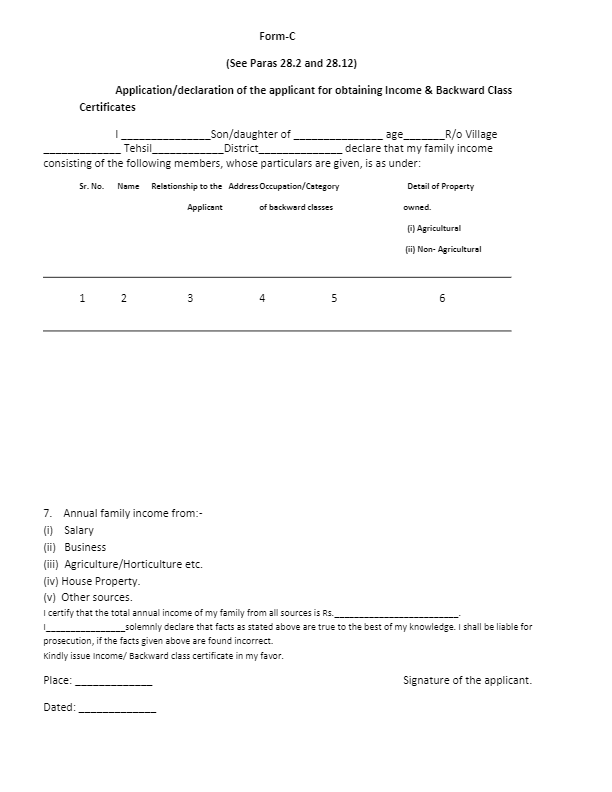 Form-C
(See Paras 28.2 and 28.12)
Application/declaration of the applicant for obtaining Income & Backward Class
Certificates
I _______________Son/daughter of _______________ age_______R/o Village
_____________ Tehsil____________District______________ declare that my family income
consisting of the following members, whose particulars are given, is as under:
Sr. No. Name Relationship to the Address Occupation/Category Detail of Property
Applicant of backward classes owned.
(i) Agricultural
(ii) Non- Agricultural
1 2 3 4 5 6
7. Annual family income from:-
(i) Salary
(ii) Business
(iii) Agriculture/Horticulture etc.
(iv) House Property.
(v) Other sources.
I certify that the total annual income of my family from all sources is Rs.__________________________.
I________________solemnly declare that facts as stated above are true to the best of my knowledge. I shall be liable for
prosecution, if the facts given above are found incorrect.
Kindly issue Income/ Backward class certificate in my favor.
Place: _____________ Signature of the applicant.
Dated: _____________